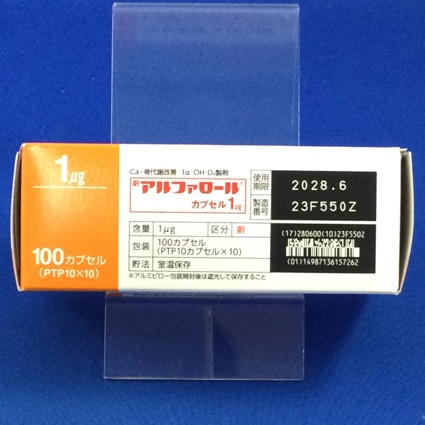 1μg
100カプセル
(PTP10×10)
Ca・骨代謝改善 1α-OH-D₃製剤
劇 アルファロール®
カプセル1μg
含量 1μg 区分 劇
包装 100カプセル
(PTP10カプセル×10)
貯法 室温保存
※アルミピロー包装開封後は遮光して保存すること
使用
期限 2028.6
製造
番号 23F550Z
(17)280600(10)23F550Z
(01)14987136157262